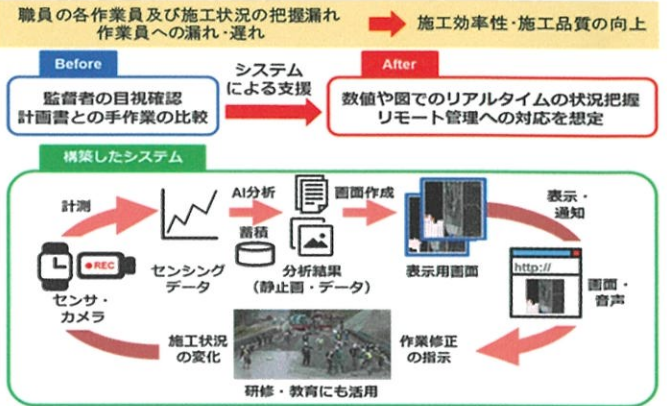 職員の各作業員及び施工状況の把握漏れ
作業員への漏れ・遅れ
施工効率性・施工品質の向上
Before
監督者の目視確認
計画書との手作業の比較
システム
による支援
After
数値や図でのリアルタイムの状況把握
リモート管理への対応を想定
構築したシステム
計測
REC
センサ・
カメラ
センシング
データ
AI分析
蓄積
分析結果
(静止画・データ)
画面作成
表示用画面
表示・
通知
http://
画面・
音声
作業修正
の指示
施工状況
の変化
研修・教育にも活用